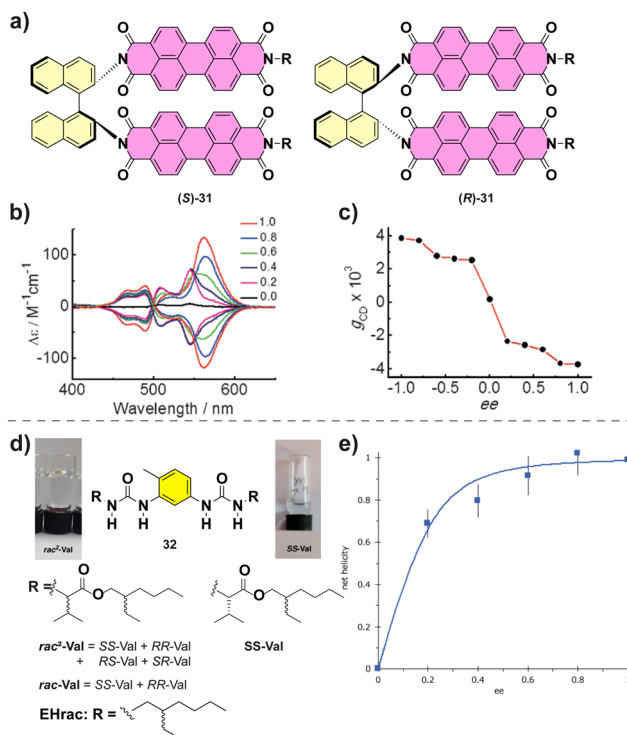 a)
O O O O
N N—R
O O O O
O O O O
N N—R
O O O O
(S)-31 (R)-31
b)
100
0
-100
Δε / M⁻¹cm⁻¹
1.0
0.8
0.6
0.4
0.2
0.0
400 500 600
Wavelength / nm
c)
4
2
0
-2
-4
g_CD x 10³
-1.0 -0.5 0.0 0.5 1.0
ee
d)
rac²-Val
R O O R
N N N N
H H H H
32
SS-Val
R = O O
O O
rac²-Val = SS-Val + RR-Val
+ RS-Val + SR-Val
SS-Val
rac-Val = SS-Val + RR-Val
EHrac: R =
e)
1
0.8
0.6
0.4
0.2
0
net helicity
0 0.2 0.4 0.6 0.8
ee